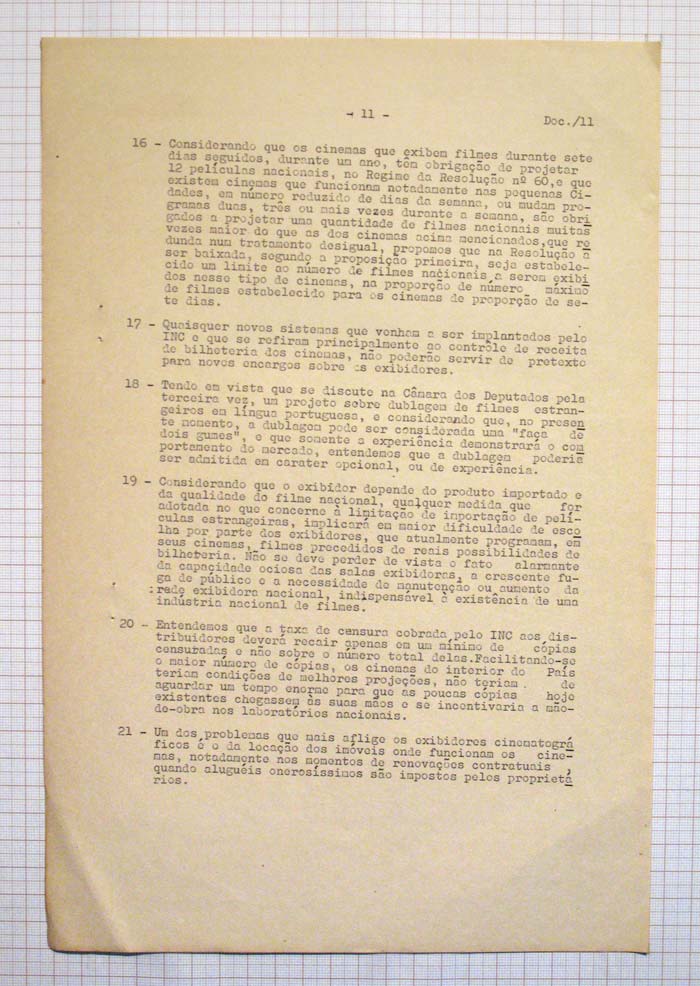 - 11 -
Doc./11
16 - Considerando que os cinemas que exibem filmes durante sete
dias seguidos, durante um ano, têm obrigação de projetar
12 películas nacionais, no Regime da Resolução nº 60,e que
existem cinemas que funcionam notadamente nas pequenas Ci-
dades, em número reduzido de dias da semana, ou mudam pro-
gramas duas, três ou mais vezes durante a semana, são obri
gados a projetar uma quantidade de filmes nacionais muitas
vezes maior do que as dos cinemas acima mencionados,que re
dunda num tratamento desigual, propomos que na Resolução a
ser baixada, segundo a proposição primeira, seja estabele-
cido um limite ao número de filmes nacionais a serem exibi
dos nesse tipo de cinemas, na proporção de número máximo
de filmes estabelecido para os cinemas de proporção de se-
te dias.
17 - Quaisquer novos sistemas que venham a ser implantados pelo
INC e que se refiram principalmente ao contrôle de receita
de bilheteria dos cinemas, não poderão servir de pretexto
para novos encargos sobre os exibidores.
18 - Tendo em vista que se discute na Câmara dos Deputados pela
terceira vez, um projeto sobre dublagem de filmes estran-
geiros em língua portuguesa, e considerando que, no presen
te momento, a dublagem pode ser considerada uma "faca de
dois gumes", e que somente a experiência demonstrará o com
portamento do mercado, entendemos que a dublagem poderia
ser admitida em carater opcional, ou de experiência.
19 - Considerando que o exibidor depende do produto importado e
da qualidade do filme nacional, qualquer medida que for
adotada no que concerne à limitação de importação de pelí-
culas estrangeiras, implicará em maior dificuldade de esco
lha por parte dos exibidores, que atualmente programam, em
seus cinemas, filmes precedidos de reais possibilidades de
bilheteria. Não se deve perder de vista o fato alarmante
da capacidade ociosa das salas exibidoras, a crescente fu-
ga de público e a necessidade de manutenção ou aumento da
rede exibidora nacional, indispensável à existência de uma
indústria nacional de filmes.
20 - Entendemos que a taxa de censura cobrada pelo INC aos dis-
tribuidores deverá recair apenas em um mínimo de cópias
censuradas e não sobre o número total delas.Facilitando-se
o maior número de cópias, os cinemas do interior do País
teriam condições de melhores projeções, não teriam. de
aguardar um tempo enorme para que as poucas cópias hoje
existentes chegassem às suas mãos e se incentivaria a mão-
de-obra nos laboratórios nacionais.
21 - Um dos problemas que mais aflige os exibidores cinematográ
ficos é o da locação dos imóveis onde funcionam os cine-
mas, notadamente nos momentos de renovações contratuais ,
quando aluguéis onerosíssimos são impostos pelos proprietá
rios.